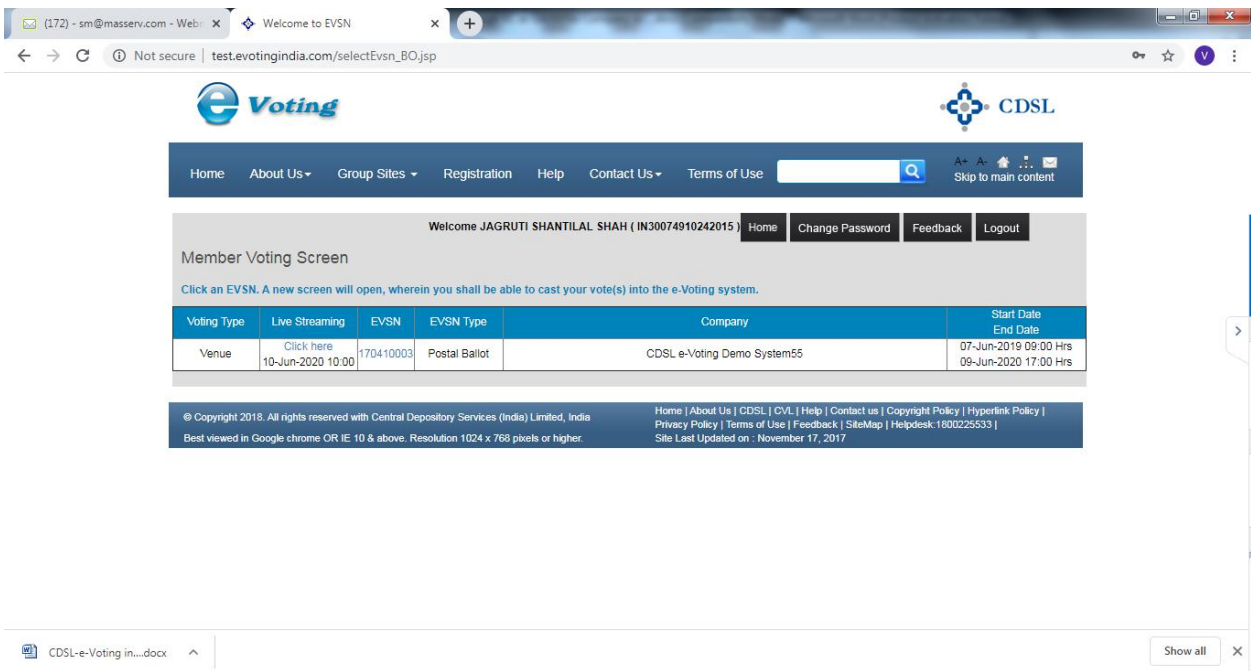 (172) - sm@masserv.com - Webr
Welcome to EVSN
Not secure | test.evotingindia.com/selectEvsn_BO.jsp
V
e Voting
CDSL
Home About Us Group Sites Registration Help Contact Us Terms of Use
A+ A-
Skip to main content
Welcome JAGRUTI SHANTILAL SHAH ( IN30074910242015 ) Home Change Password Feedback Logout
Member Voting Screen
Click an EVSN. A new screen will open, wherein you shall be able to cast your vote(s) into the e-Voting system.
Voting Type Live Streaming EVSN EVSN Type Company Start Date
End Date
Venue Click here 170410003 Postal Ballot CDSL e-Voting Demo System55 07-Jun-2019 09:00 Hrs
10-Jun-2020 10:00 09-Jun-2020 17:00 Hrs
© Copyright 2018. All rights reserved with Central Depository Services (India) Limited, India
Best viewed in Google chrome OR IE 10 & above. Resolution 1024 x 768 pixels or higher.
Home | About Us | CDSL | CVL | Help | Contact us | Copyright Policy | Hyperlink Policy |
Privacy Policy | Terms of Use | Feedback | SiteMap | Helpdesk:1800225533 |
Site Last Updated on : November 17, 2017
CDSL-e-Voting in....docx
Show all